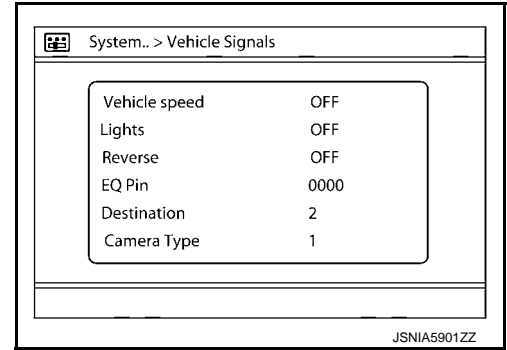 System.. > Vehicle Signals
Vehicle speed OFF
Lights OFF
Reverse OFF
EQ Pin 0000
Destination 2
Camera Type 1
JSNIA5901ZZ